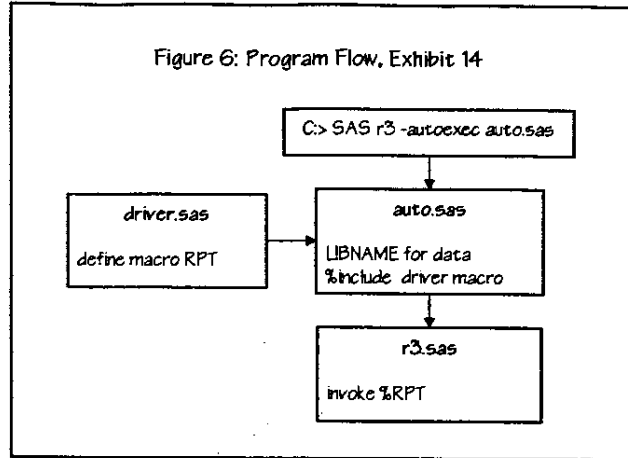 Figure 6: Program Flow, Exhibit 14
C:> SAS r3 -autoexec auto.sas
driver.sas
define macro RPT
auto.sas
LIBNAME for data
%include driver macro
r3.sas
invoke %RPT